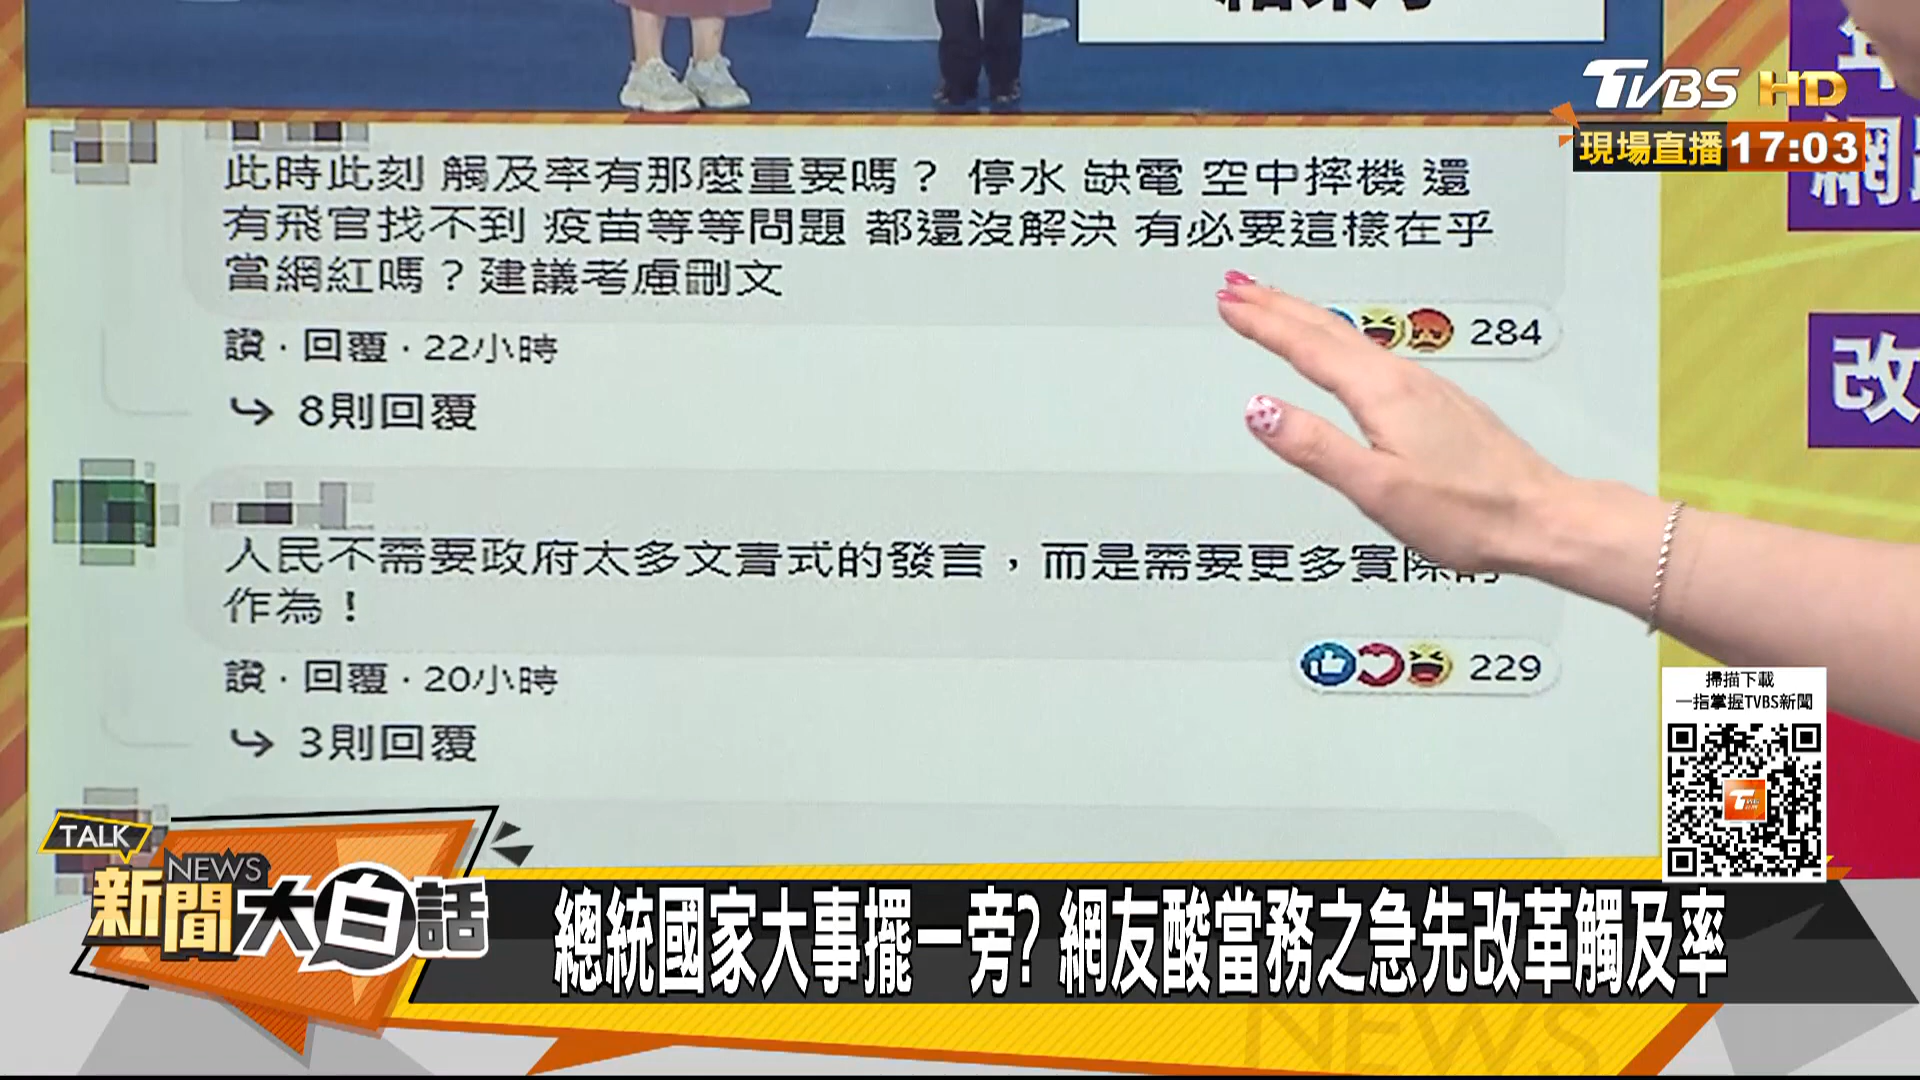 TVBS HD
現場直播 17:03
此時此刻 觸及率有那麼重要嗎？ 停水 缺電 空中摔機 還
有飛官找不到 疫苗等等問題 都還沒解決 有必要這樣在乎
當網紅嗎？建議考慮刪文
284
讚 · 回覆 · 22小時
8則回覆
改
人民不需要政府太多文青式的發言，而是需要更多實際的
作為！
229
讚 · 回覆 · 20小時
3則回覆
掃描下載
一指掌握TVBS新聞
TALK
NEWS
新聞大白話
總統國家大事擺一旁? 網友酸當務之急先改革觸及率
NEWS